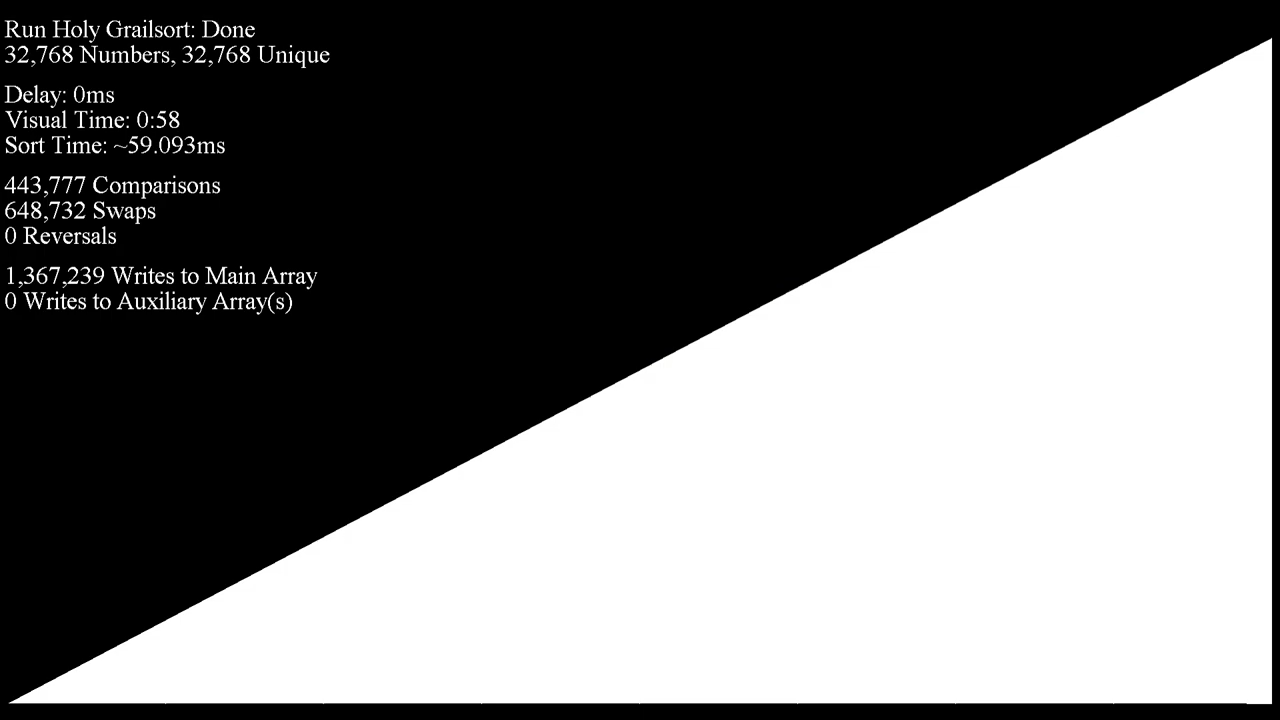 Run Holy Grailsort: Done
32,768 Numbers, 32,768 Unique
Delay: 0ms
Visual Time: 0:58
Sort Time: ~59.093ms
443,777 Comparisons
648,732 Swaps
0 Reversals
1,367,239 Writes to Main Array
0 Writes to Auxiliary Array(s)